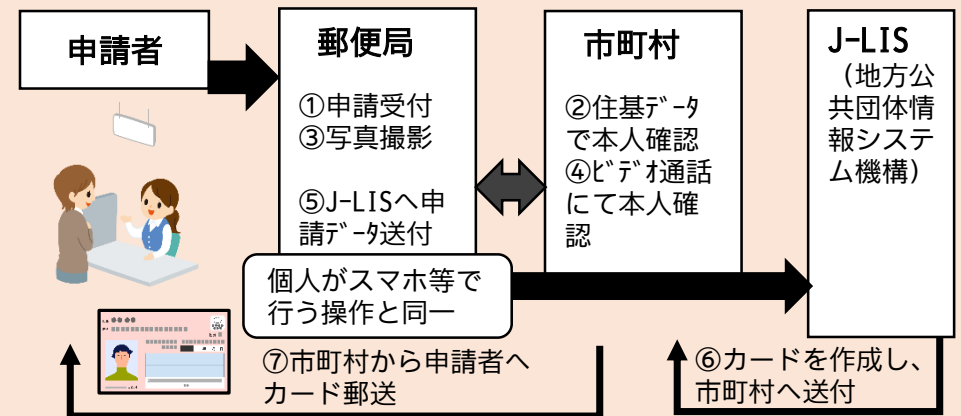 申請者
郵便局
①申請受付
③写真撮影
⑤J-LISへ申
請ﾃﾞｰﾀ送付
個人がスマホ等で
行う操作と同一
市町村
②住基ﾃﾞｰﾀ
で本人確認
④ﾋﾞﾃﾞｵ通話
にて本人確
認
J-LIS
（地方公
共団体情
報システ
ム機構）
⑦市町村から申請者へ
カード郵送
⑥カードを作成し、
市町村へ送付